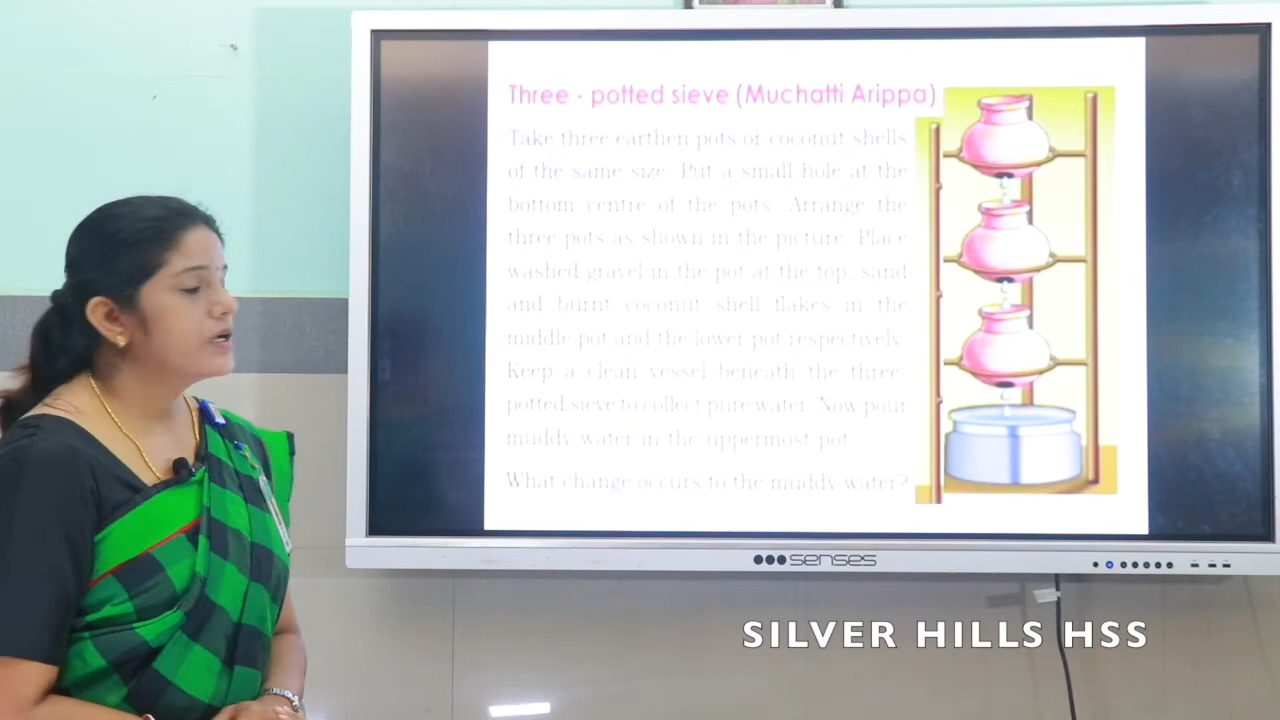 Three - potted sieve (Muchatti Arippa)
Take three earthen pots or coconut shells
of the same size. Put a small hole at the
bottom centre of the pots. Arrange the
three pots as shown in the picture. Place
washed gravel in the pot at the top, sand
and burnt coconut shell flakes in the
middle pot and the lower pot respectively.
Keep a clean vessel beneath the three
potted sieve to collect pure water. Now pour
muddy water in the uppermost pot.
What change occurs to the muddy water?
senses
SILVER HILLS HSS